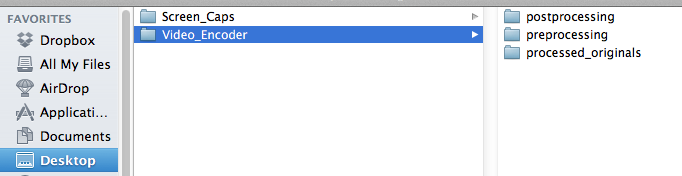 FAVORITES
Dropbox
All My Files
AirDrop
Applicati...
Documents
Desktop
Screen_Caps
Video_Encoder
postprocessing
preprocessing
processed_originals